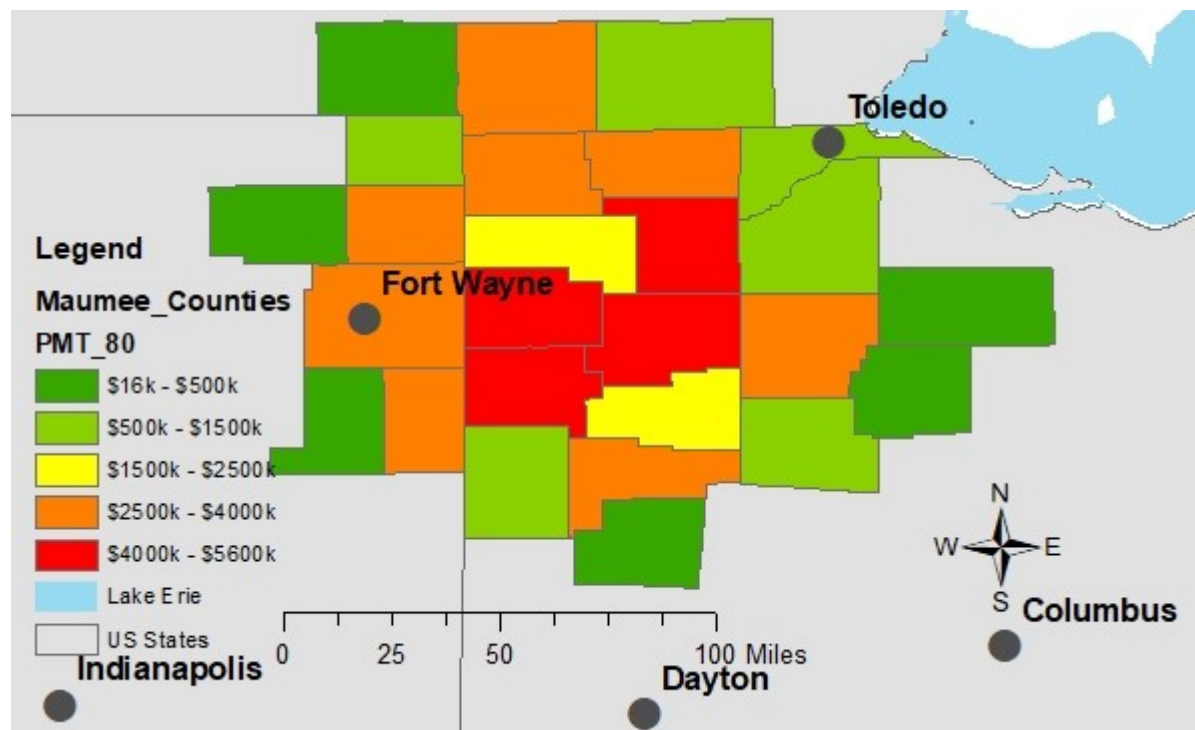 Toledo
Legend
Fort Wayne
Maumee_Counties
PMT_80
$16k - $500k
$500k - $1500k
$1500k - $2500k
$2500k - $4000k
$4000k - $5600k
Lake Erie
US States
N
W E
S
Columbus
0 25 50 100 Miles
Indianapolis
Dayton